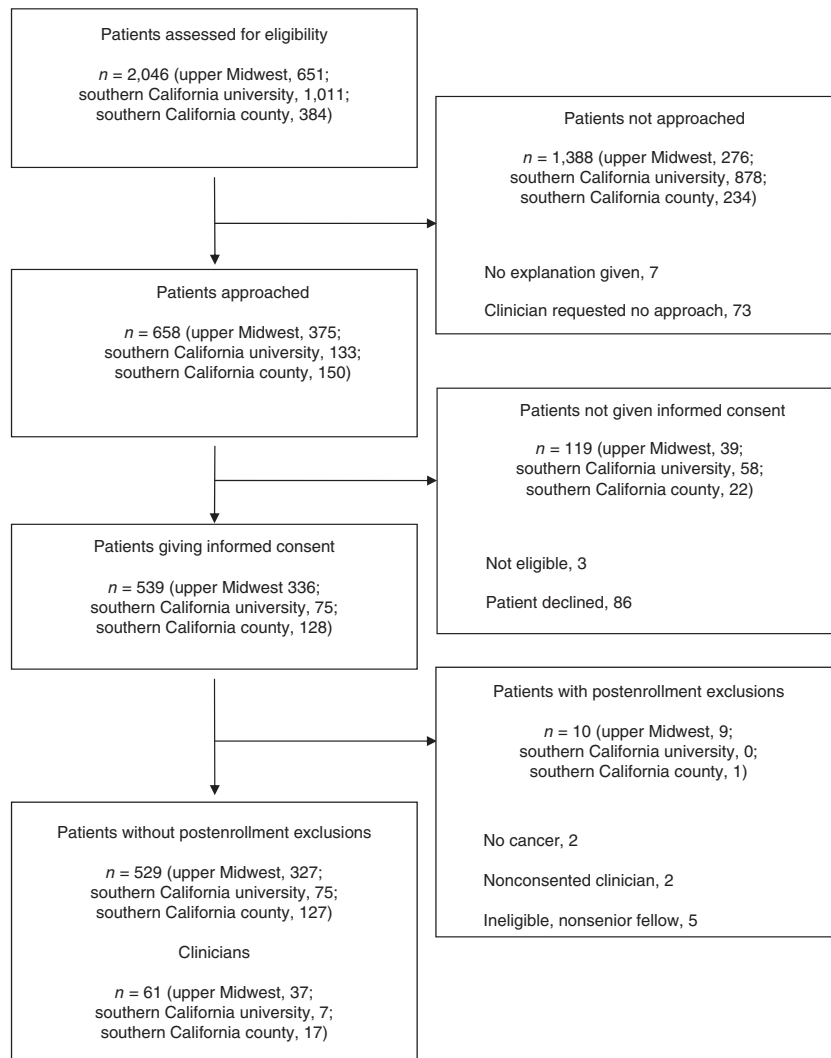 Patients assessed for eligibility
n = 2,046 (upper Midwest, 651;
southern California university, 1,011;
southern California county, 384)
Patients not approached
n = 1,388 (upper Midwest, 276;
southern California university, 878;
southern California county, 234)
No explanation given, 7
Clinician requested no approach, 73
Patients approached
n = 658 (upper Midwest, 375;
southern California university, 133;
southern California county, 150)
Patients not given informed consent
n = 119 (upper Midwest, 39;
southern California university, 58;
southern California county, 22)
Not eligible, 3
Patient declined, 86
Patients giving informed consent
n = 539 (upper Midwest 336;
southern California university, 75;
southern California county, 128)
Patients with postenrollment exclusions
n = 10 (upper Midwest, 9;
southern California university, 0;
southern California county, 1)
No cancer, 2
Nonconsented clinician, 2
Ineligible, nonsenior fellow, 5
Patients without postenrollment exclusions
n = 529 (upper Midwest, 327;
southern California university, 75;
southern California county, 127)
Clinicians
n = 61 (upper Midwest, 37;
southern California university, 7;
southern California county, 17)